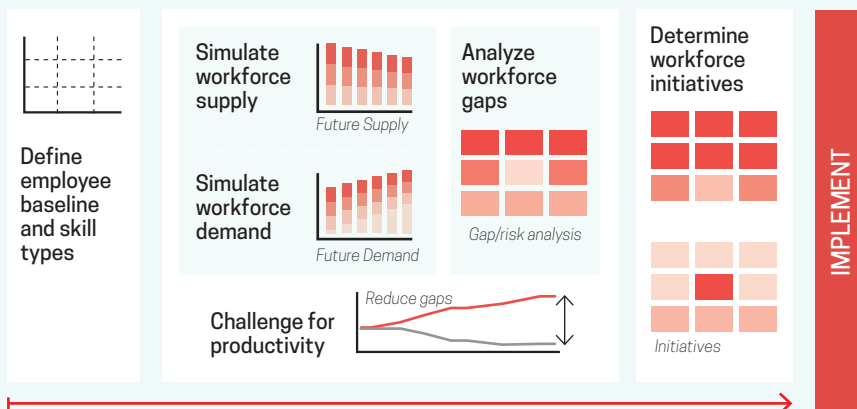 Define
employee
baseline
and skill
types
Simulate
workforce
supply
Future Supply
Simulate
workforce
demand
Future Demand
Analyze
workforce
gaps
Gap/risk analysis
Challenge for
productivity
Reduce gaps
Determine
workforce
initiatives
Initiatives
IMPLEMENT